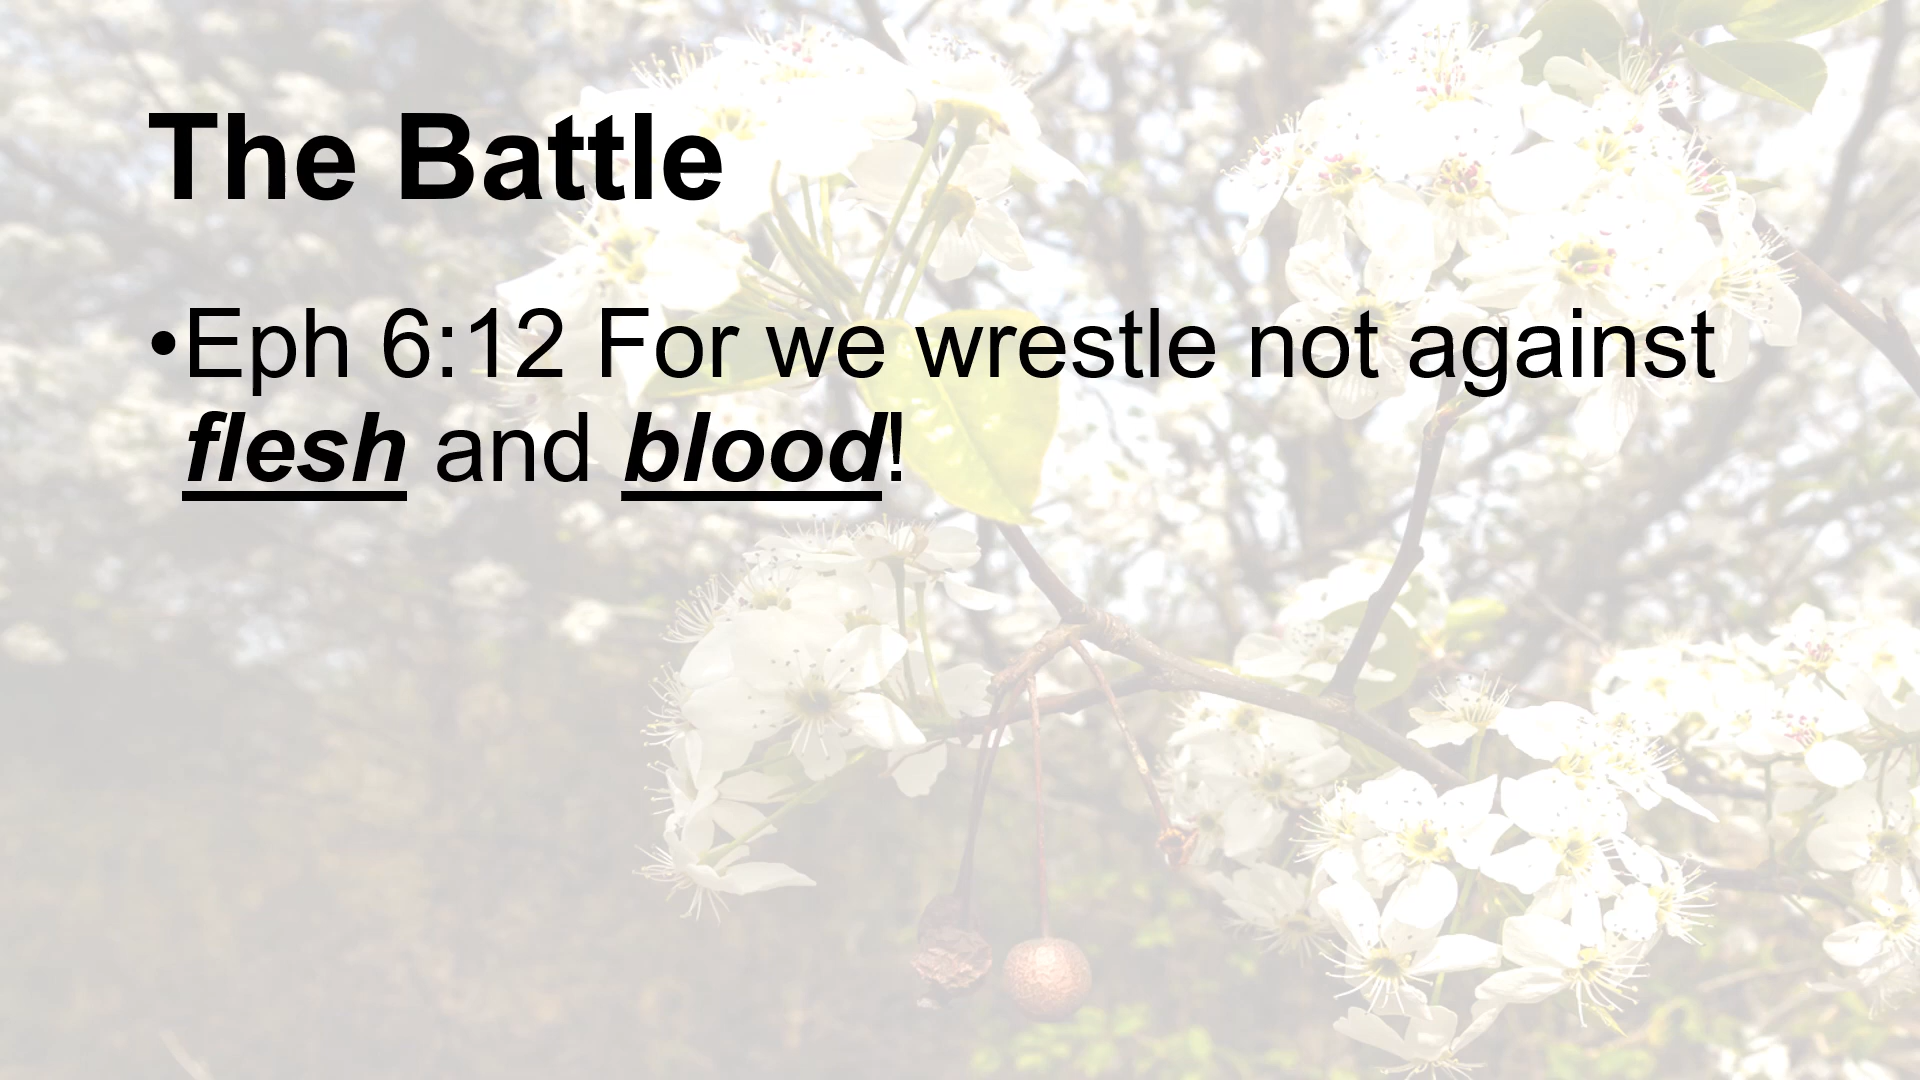 The Battle
•Eph 6:12 For we wrestle not against
flesh and blood!